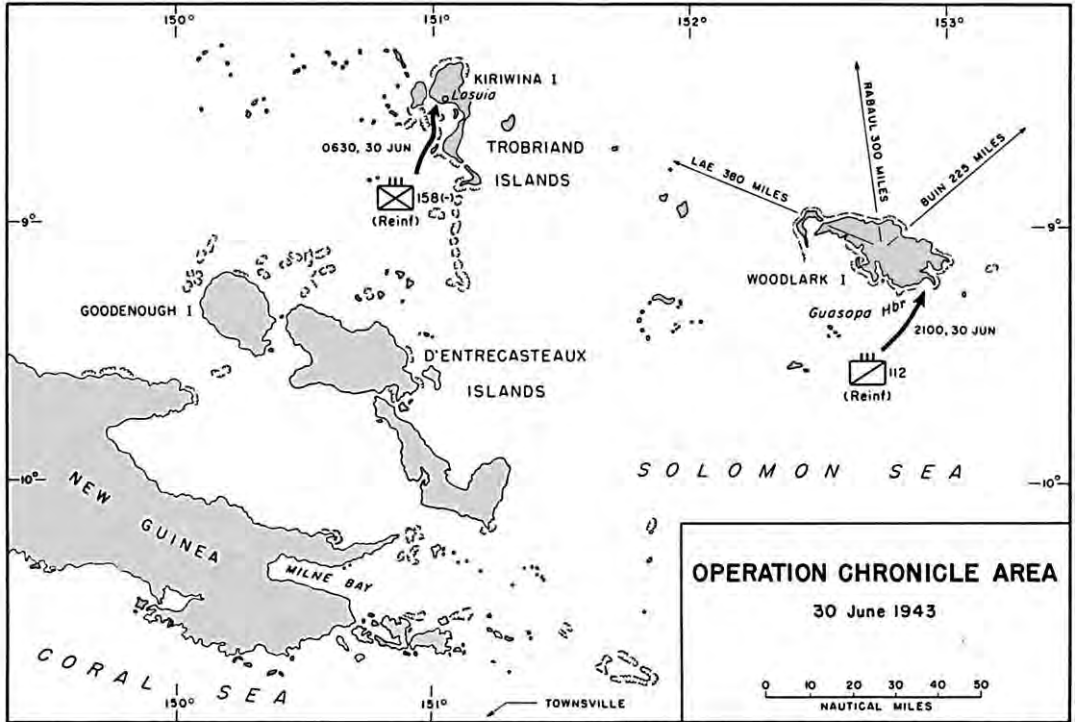 150°
151°
152°
153°
KIRIWINA I
Losuia
0630, 30 JUN
TROBRIAND
ISLANDS
158(-)
(Reinf)
RABAUL 300 MILES
LAE 380 MILES
BUIN 225 MILES
9°
9°
WOODLARK I
Guasopa Hbr
2100, 30 JUN
112
(Reinf)
GOODENOUGH I
D'ENTRECASTEAUX
ISLANDS
SOLOMON SEA
10°
10°
NEW GUINEA
MILNE BAY
OPERATION CHRONICLE AREA
30 June 1943
0 10 20 30 40 50
NAUTICAL MILES
CORAL SEA
150°
151°
TOWNSVILLE